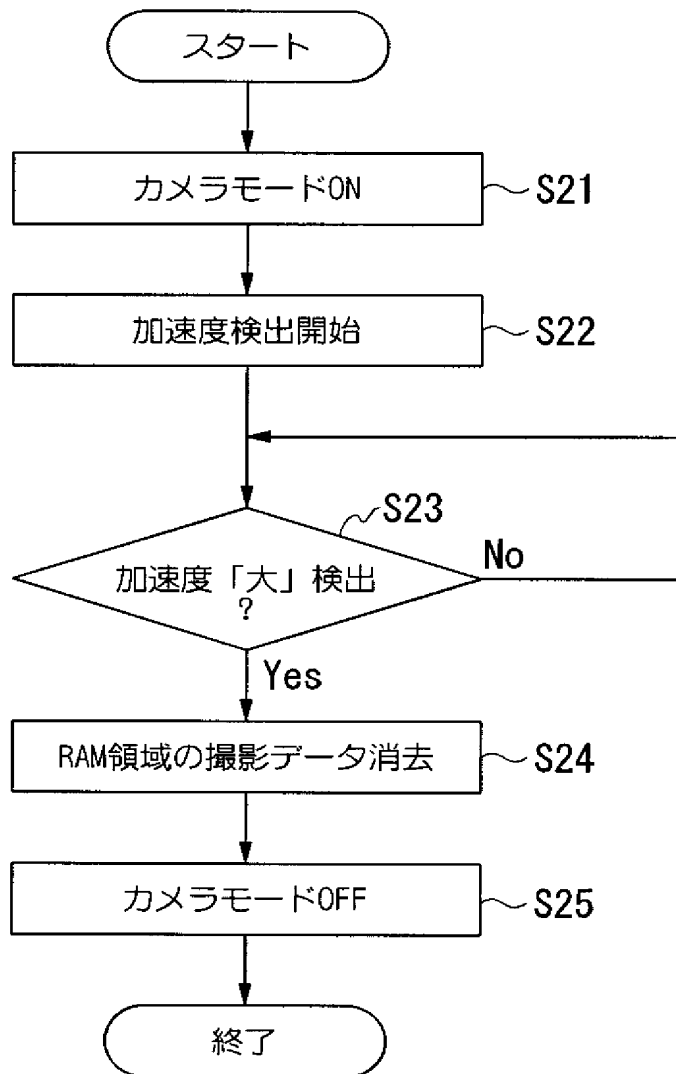 スタート
カメラモードON
S21
加速度検出開始
S22
S23
加速度「大」検出
?
No
Yes
RAM領域の撮影データ消去
S24
カメラモードOFF
S25
終了